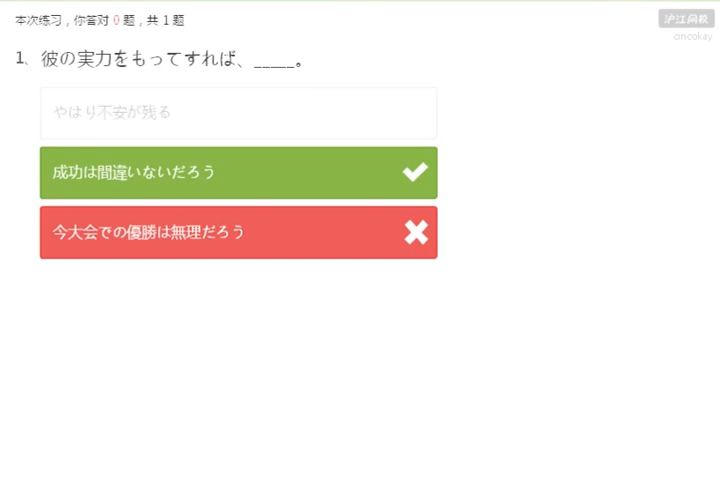 本次练习，你答对 0 题，共 1 题
沪江网校
cincokay
1、彼の実力をもってすれば、_____。
やはり不安が残る
成功は間違いないだろう
今大会での優勝は無理だろう